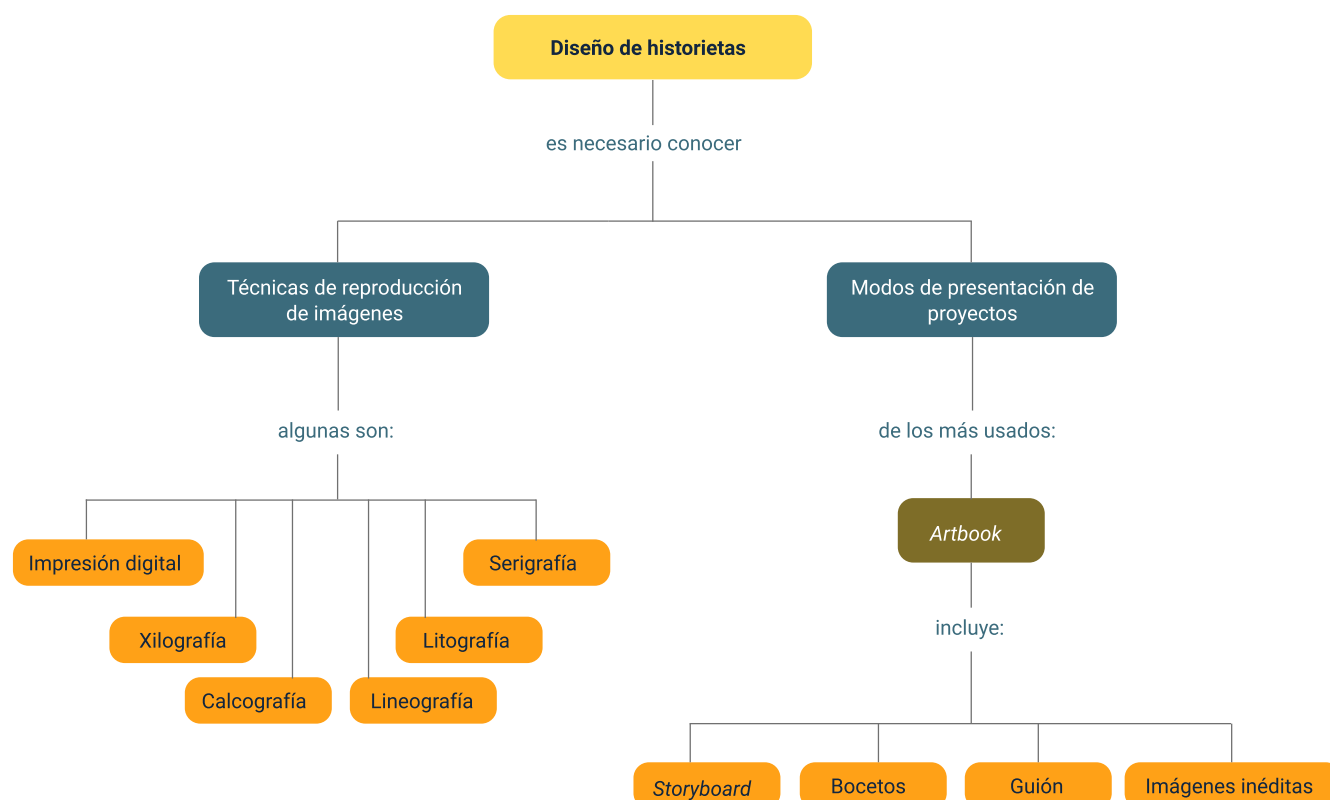 Diseño de historietas
es necesario conocer
Técnicas de reproducción
de imágenes
Modos de presentación de
proyectos
algunas son:
de los más usados:
Impresión digital
Serigrafía
Xilografía
Litografía
Calcografía
Lineografía
Artbook
incluye:
Storyboard
Bocetos
Guión
Imágenes inéditas